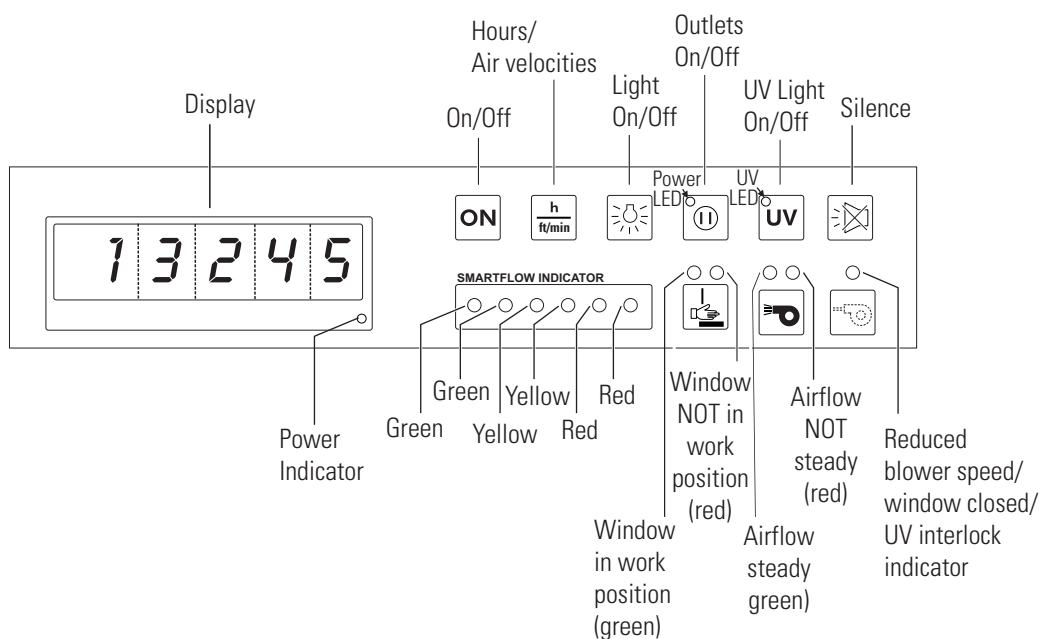 Outlets
On/Off
Hours/
Air velocities
Light
On/Off
UV Light
On/Off
Display
On/Off
Silence
Power
LED
UV
LED
ON
h
ft/min
UV
13245
SMARTFLOW INDICATOR
Green
Green
Yellow
Yellow
Red
Red
Power
Indicator
Window
NOT in
work
position
(red)
Airflow
NOT
steady
(red)
Reduced
blower speed/
window closed/
UV interlock
indicator
Window
in work
position
(green)
Airflow
steady
green)